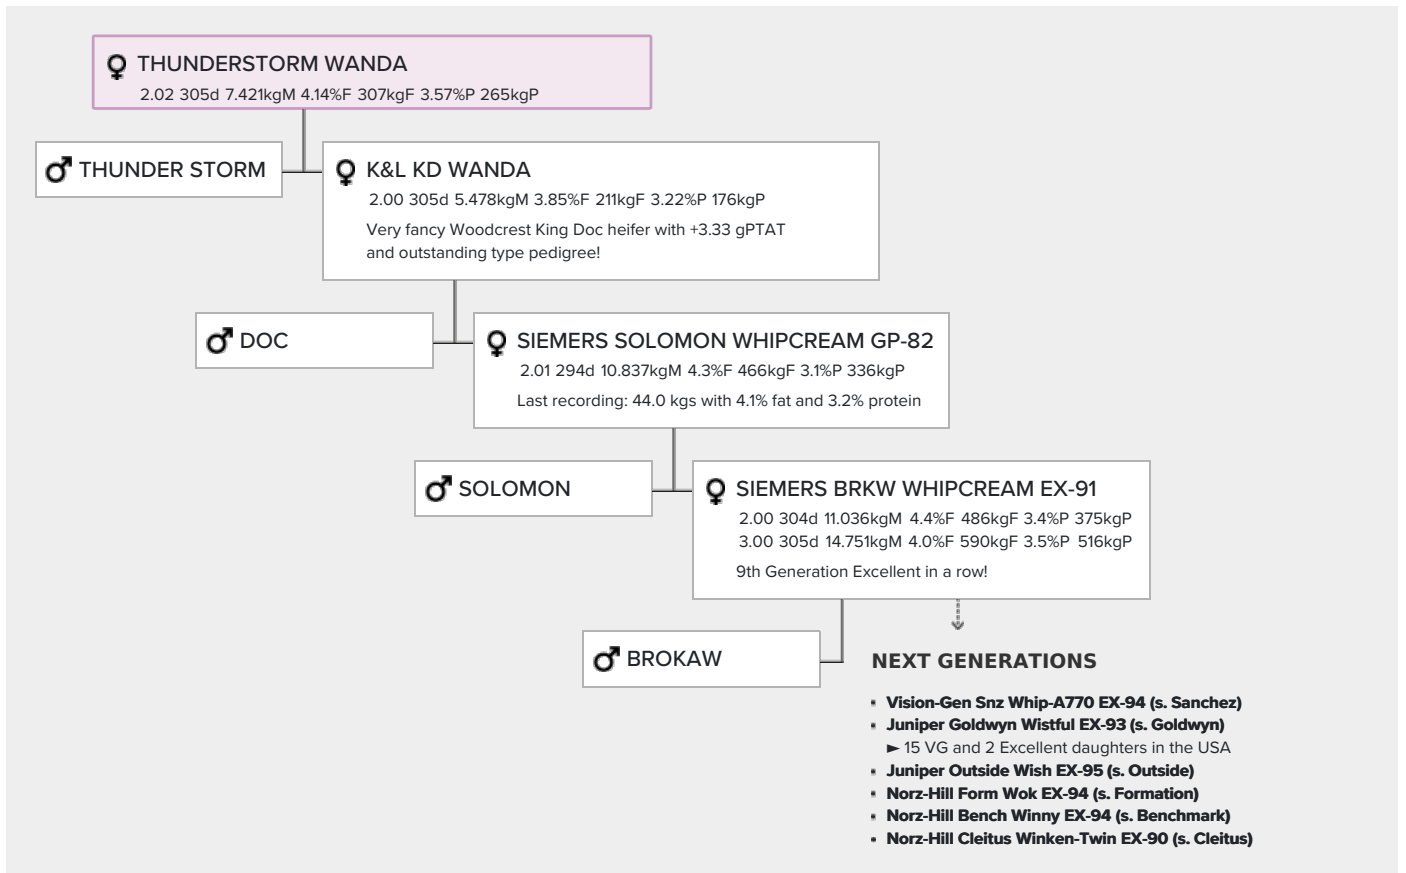 THUNDERSTORM WANDA
2.02 305d 7.421kgM 4.14%F 307kgF 3.57%P 265kgP
THUNDER STORM
K&L KD WANDA
2.00 305d 5.478kgM 3.85%F 211kgF 3.22%P 176kgP
Very fancy Woodcrest King Doc heifer with +3.33 gPTAT
and outstanding type pedigree!
DOC
SIEMERS SOLOMON WHIPCREAM GP-82
2.01 294d 10.837kgM 4.3%F 466kgF 3.1%P 336kgP
Last recording: 44.0 kgs with 4.1% fat and 3.2% protein
SOLOMON
SIEMERS BRKW WHIPCREAM EX-91
2.00 304d 11.036kgM 4.4%F 486kgF 3.4%P 375kgP
3.00 305d 14.751kgM 4.0%F 590kgF 3.5%P 516kgP
9th Generation Excellent in a row!
BROKAW
NEXT GENERATIONS
▪ Vision-Gen Snz Whip-A770 EX-94 (s. Sanchez)
▪ Juniper Goldwyn Wistful EX-93 (s. Goldwyn)
► 15 VG and 2 Excellent daughters in the USA
▪ Juniper Outside Wish EX-95 (s. Outside)
▪ Norz-Hill Form Wok EX-94 (s. Formation)
▪ Norz-Hill Bench Winny EX-94 (s. Benchmark)
▪ Norz-Hill Cleitus Winken-Twin EX-90 (s. Cleitus)